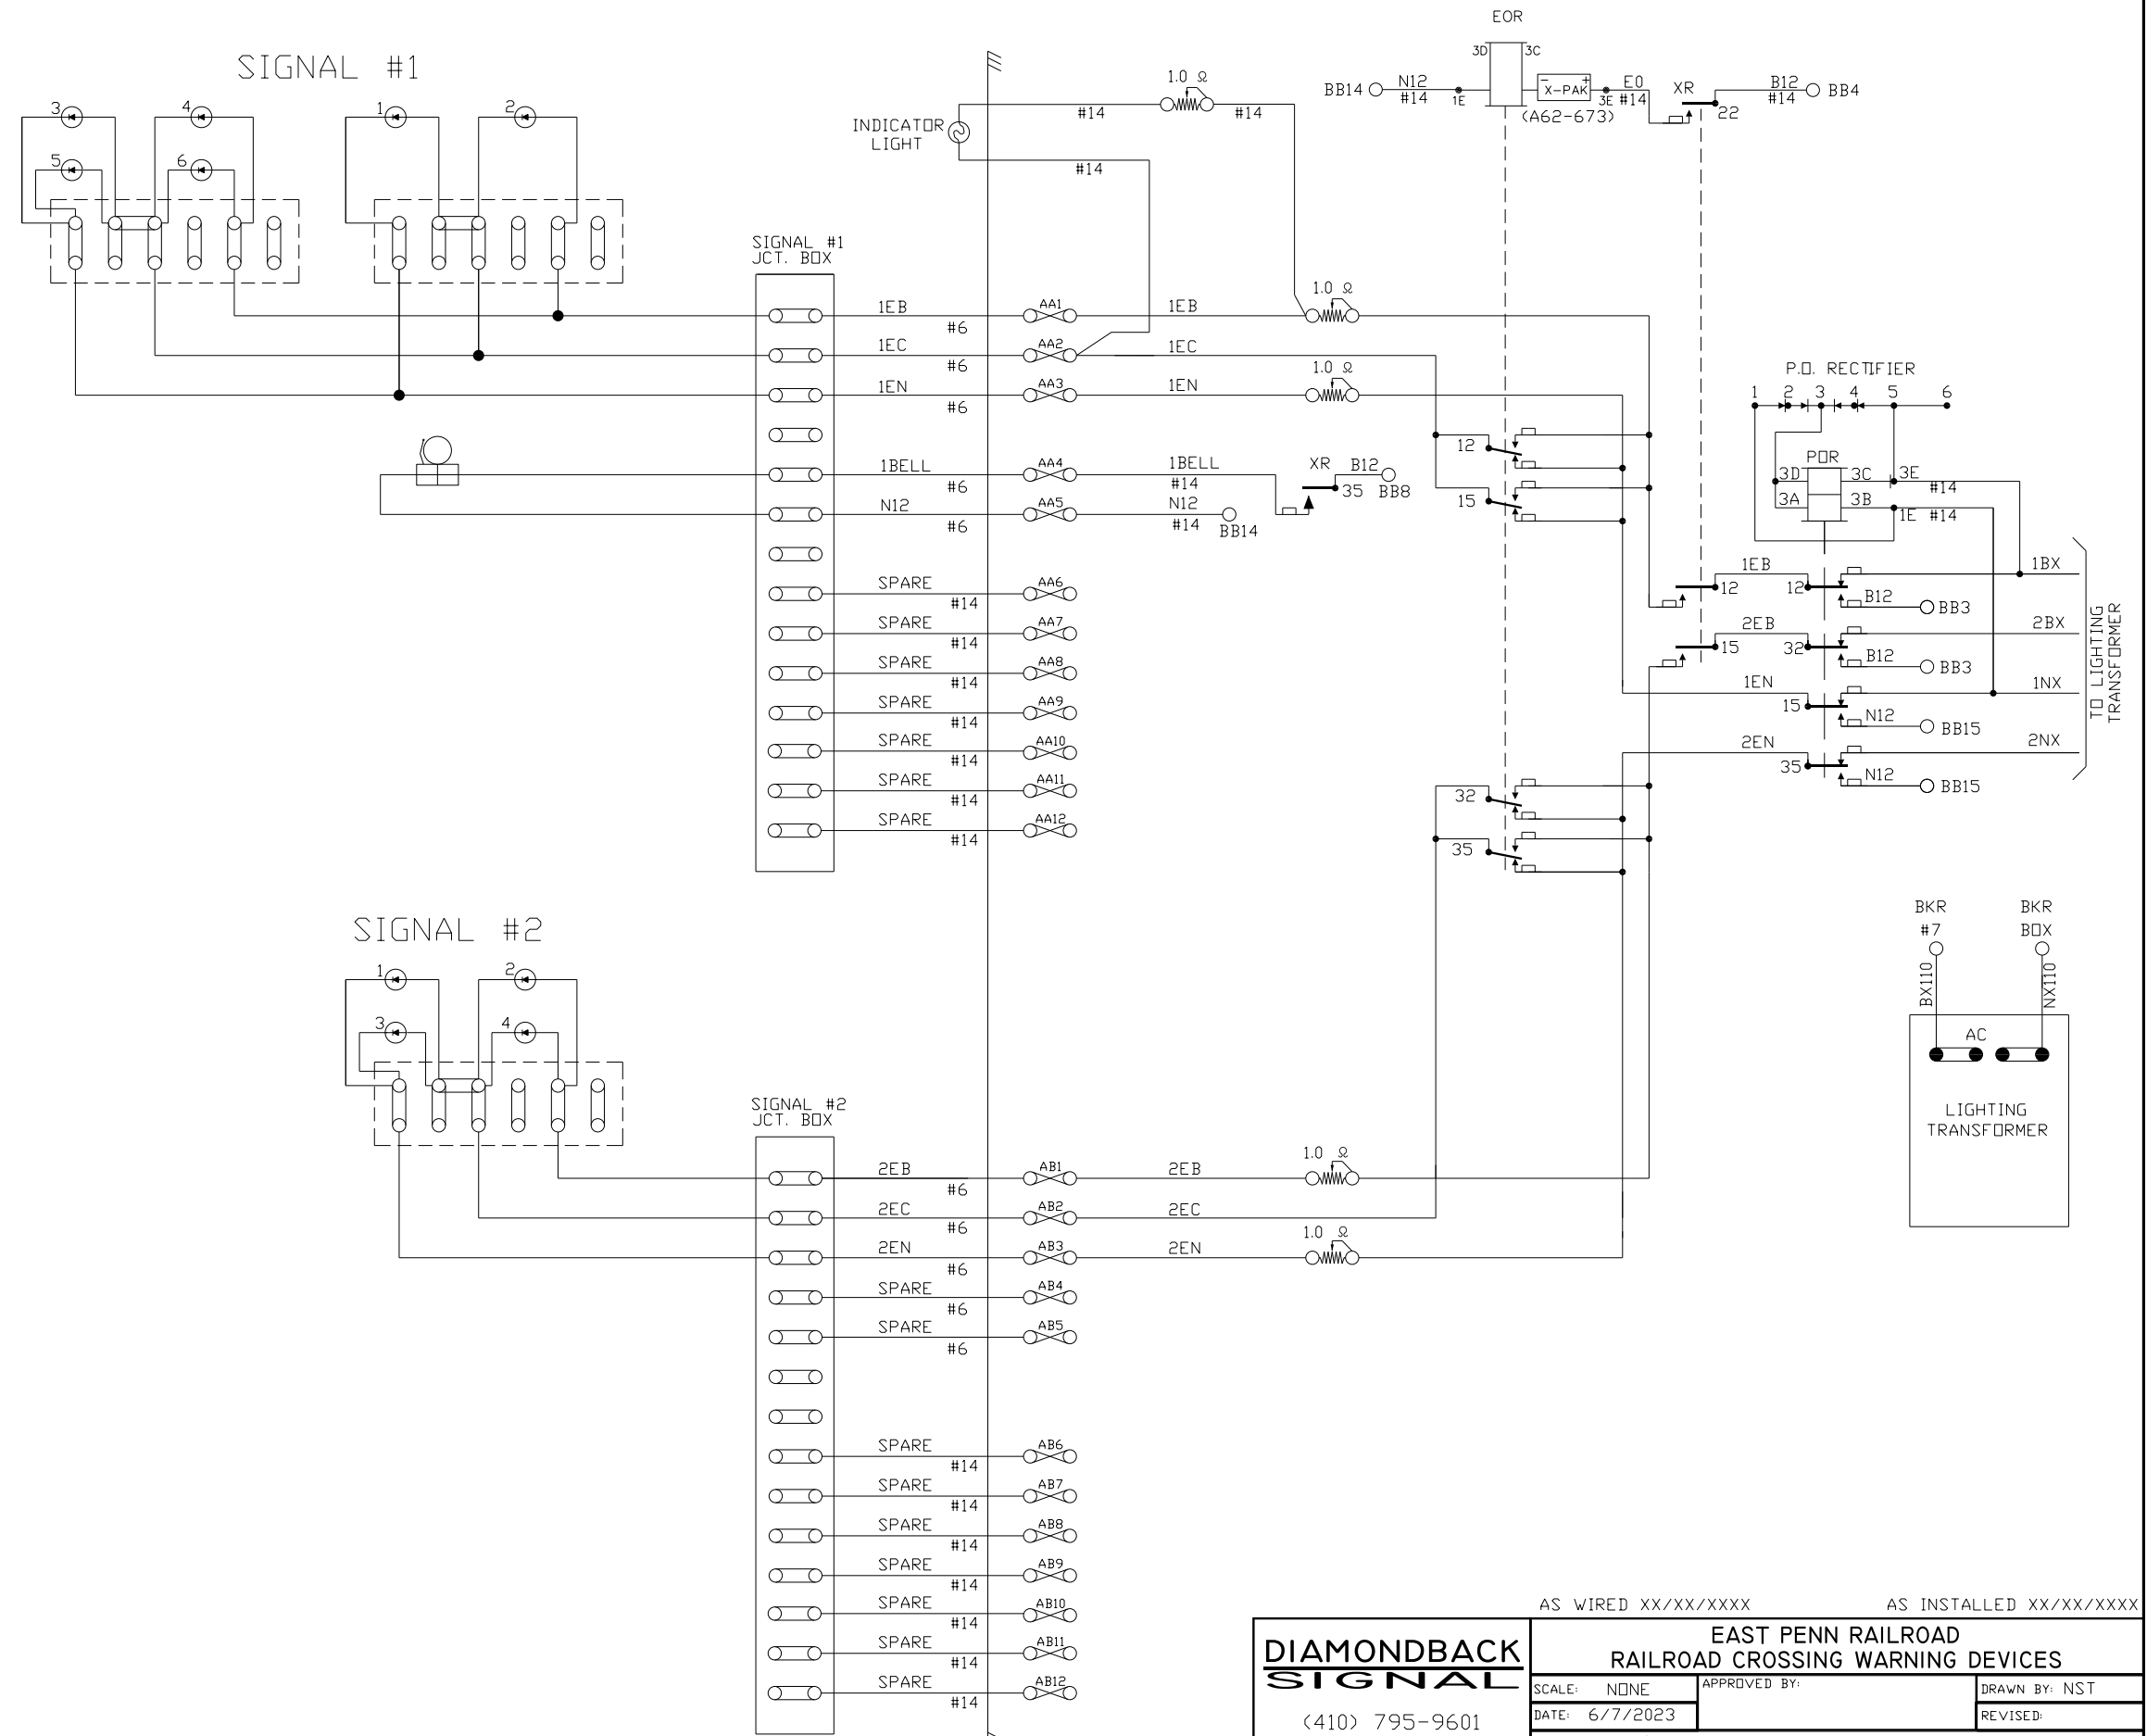 EOR
3D 3C
BB14 N12 #14 1E
X-PAK - +
3E E0 #14
(A62-673)
XR 22
B12 #14 BB4
SIGNAL #1
3 4 1 2
5 6
INDICATOR
LIGHT
#14 1.0 Ω #14
#14
SIGNAL #1
JCT. BOX
1EB #6 AA1 1EB 1.0 Ω
1EC #6 AA2 1EC
1EN #6 AA3 1EN 1.0 Ω
1BELL #6 AA4 1BELL #14 XR 35 B12 BB8
N12 #6 AA5 N12 #14 BB14
SPARE #14 AA6
SPARE #14 AA7
SPARE #14 AA8
SPARE #14 AA9
SPARE #14 AA10
SPARE #14 AA11
SPARE #14 AA12
12
15
32
35
P.O. RECTIFIER
1 2 3 4 5 6
POR
3D 3C 3E #14
3A 3B 1E #14
12 1EB 12 1BX
B12 BB3
15 2EB 32 2BX
B12 BB3
1EN 15 1NX
N12 BB15
2EN 35 2NX
N12 BB15
TO LIGHTING
TRANSFORMER
BKR
#7
BKR
BOX
BX110 NX110
AC
LIGHTING
TRANSFORMER
SIGNAL #2
1 2
3 4
SIGNAL #2
JCT. BOX
2EB #6 AB1 2EB 1.0 Ω
2EC #6 AB2 2EC
2EN #6 AB3 2EN 1.0 Ω
SPARE #6 AB4
SPARE #6 AB5
SPARE #14 AB6
SPARE #14 AB7
SPARE #14 AB8
SPARE #14 AB9
SPARE #14 AB10
SPARE #14 AB11
SPARE #14 AB12
AS WIRED XX/XX/XXXX AS INSTALLED XX/XX/XXXX
DIAMONDBACK
SIGNAL
(410) 795-9601
EAST PENN RAILROAD
RAILROAD CROSSING WARNING DEVICES
SCALE: NONE APPROVED BY: DRAWN BY: NST
DATE: 6/7/2023 REVISED: